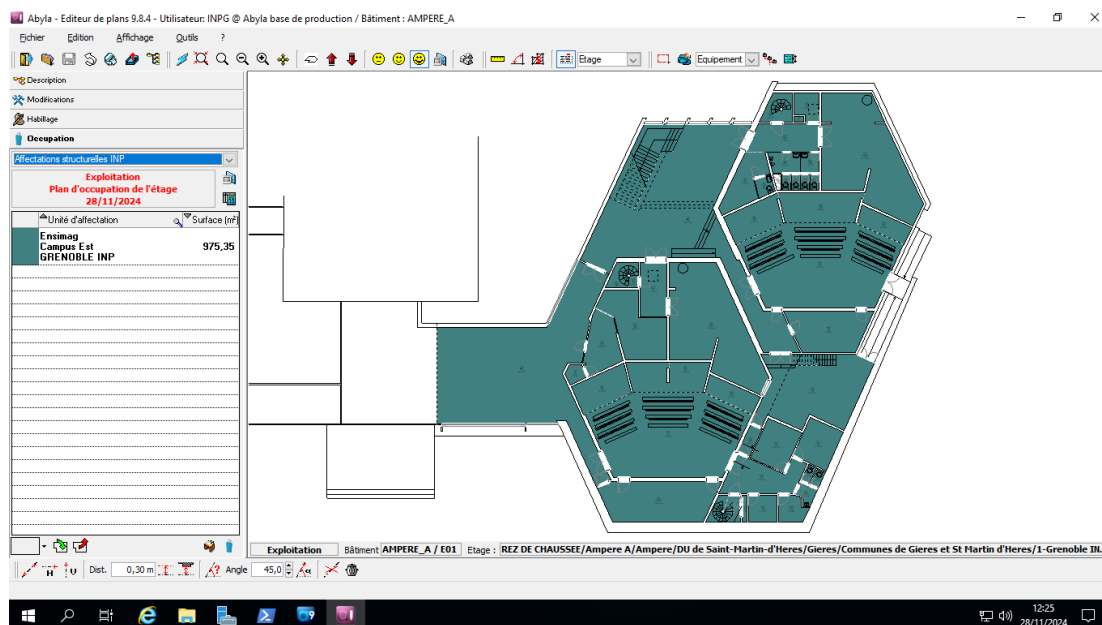 Abyla - Editeur de plans 9.8.4 - Utilisateur: INPG @ Abyla base de production / Bâtiment : AMPERE_A
Fichier Edition Affichage Outils ?
Etage Equipement
Description
Modifications
Habillage
Occupation
Affectations structurelles INP
Exploitation
Plan d'occupation de l'étage
28/11/2024
Unité d'affectation Surface (m²)
Ensimag
Campus Est 975,35
GRENOBLE INP
Exploitation Bâtiment AMPERE_A / E01 Etage : REZ DE CHAUSSEE/Ampere A/Ampere/DU de Saint-Martin-d'Heres/Gieres/Communes de Gieres et St Martin d'Heres/1-Grenoble IN.
H U Dist. 0,30 m Angle 45,0 α
12:25
28/11/2024